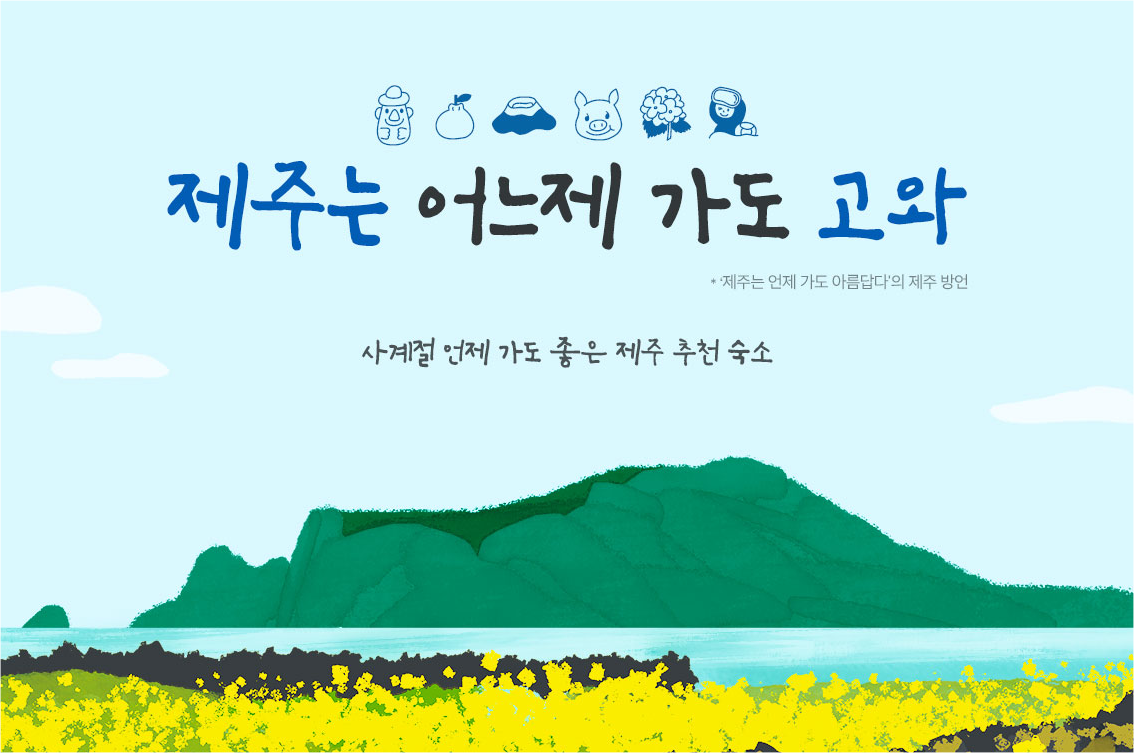 제주는 어느제 가도 고와
* ‘제주는 언제 가도 아름답다’의 제주 방언
사계절 언제 가도 좋은 제주 추천 숙소